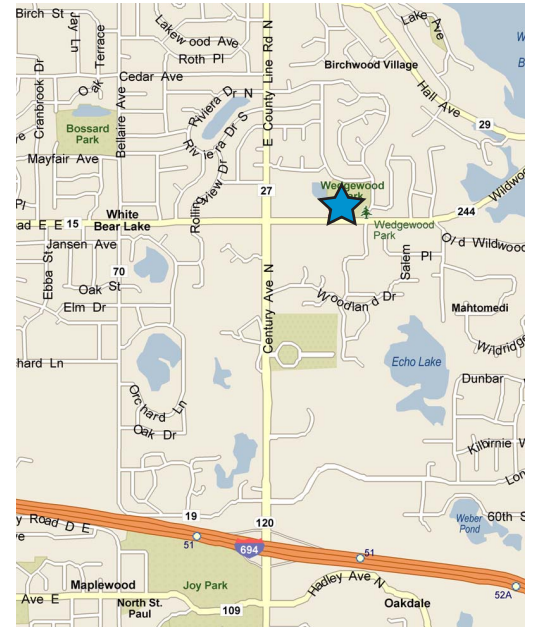 Birch St
Jay Ln
Oak Terrace
Lakewood Ave
Roth Pl
Cedar Ave
Lake Ave
Birchwood Village
Hall Ave
29
Cranbrook Dr
Bossard
Park
Bellaire Ave
Mayfair Ave
Riviera Dr N
Riviera Dr S
E County Line Rd N
Rolling View Dr
27
Wedgewood
Park
Wedgewood
Park
244
Pl
15
White
Bear Lake
Jansen Ave
Ebba St
70
Oak St
Elm Dr
Century Ave N
Salem
Pl
Old Wildwood
Woodland Dr
Mahtomedi
Echo Lake
Wildridge
Dunbar
hard Ln
Orchard Ln
Oak Dr
Kilbirnie
Lon
Weber
Pond
60th S
y Road D E
19
120
51
694
51
52A
Maplewood
Joy Park
Hadley Ave N
Oakdale
Ave E
North St.
Paul
109